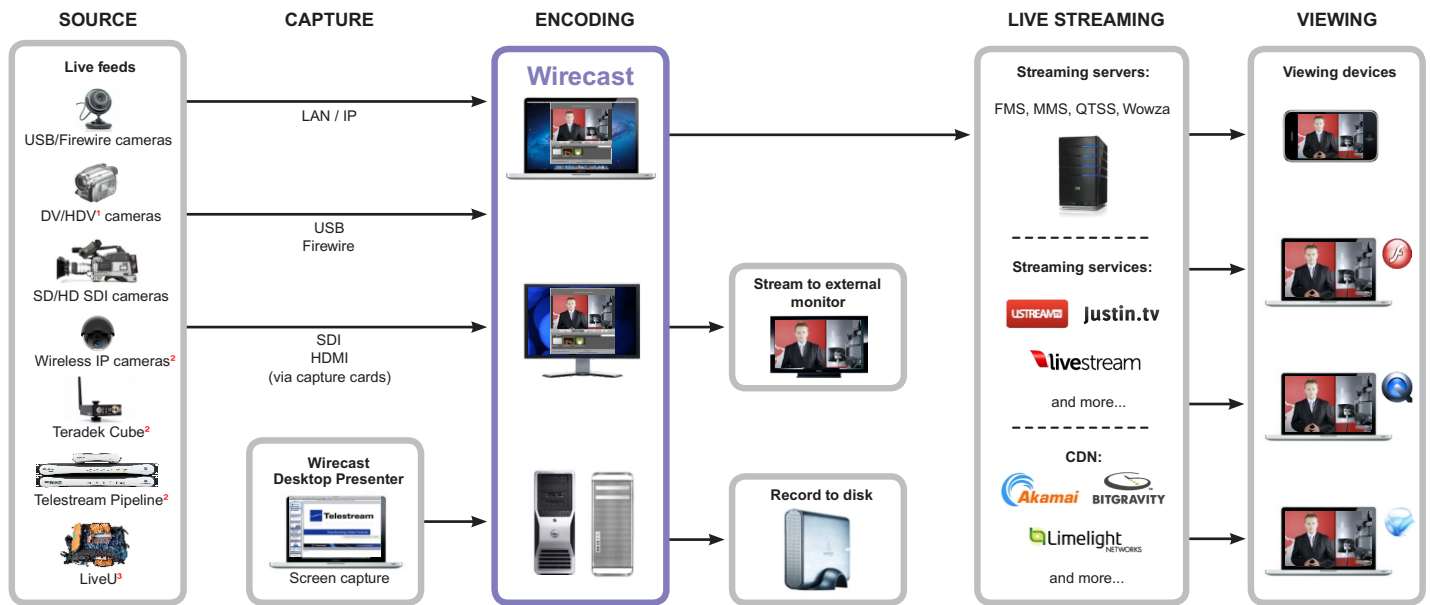 SOURCE
CAPTURE
ENCODING
LIVE STREAMING
VIEWING
Live feeds
USB/Firewire cameras
DV/HDV¹ cameras
SD/HD SDI cameras
Wireless IP cameras²
Teradek Cube²
Telestream Pipeline²
LiveU³
LAN / IP
USB
Firewire
SDI
HDMI
(via capture cards)
Wirecast
Desktop Presenter
Telestream
Screen capture
Wirecast
Stream to external
monitor
Record to disk
Streaming servers:
FMS, MMS, QTSS, Wowza
Streaming services:
USTREAM
Justin.tv
livestream
and more...
CDN:
Akamai
BITGRAVITY
Limelight
NETWORKS
and more...
Viewing devices